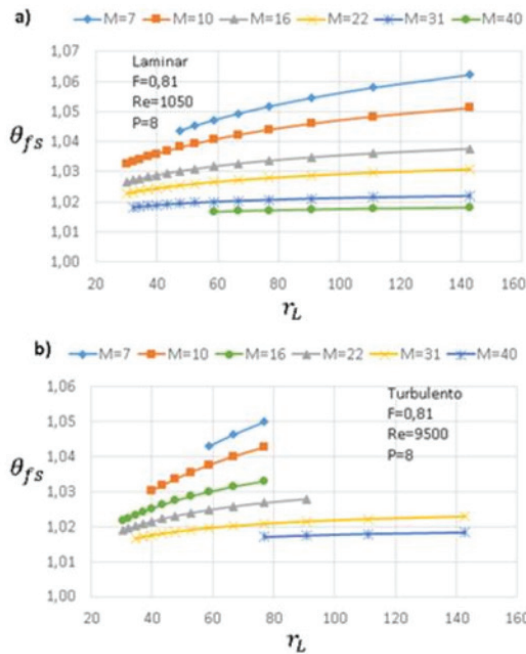 a)
M=7 M=10 M=16 M=22 M=31 M=40
1,07
1,06
1,05
1,04
1,03
1,02
1,01
1,00
θfs
Laminar
F=0,81
Re=1050
P=8
20 40 60 80 100 120 140 160
rL
b)
M=7 M=10 M=16 M=22 M=31 M=40
1,06
1,05
1,04
1,03
1,02
1,01
1,00
θfs
Turbulento
F=0,81
Re=9500
P=8
20 40 60 80 100 120 140 160
rL